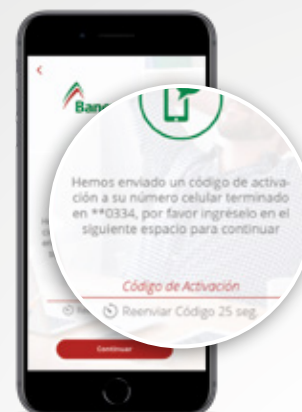 Banc
Hemos enviado un código de activa-
ción a su número celular terminado
en **0334, por favor ingréselo en el
siguiente espacio para continuar
Código de Activación
Reenviar Código 25 seg.
Continuar